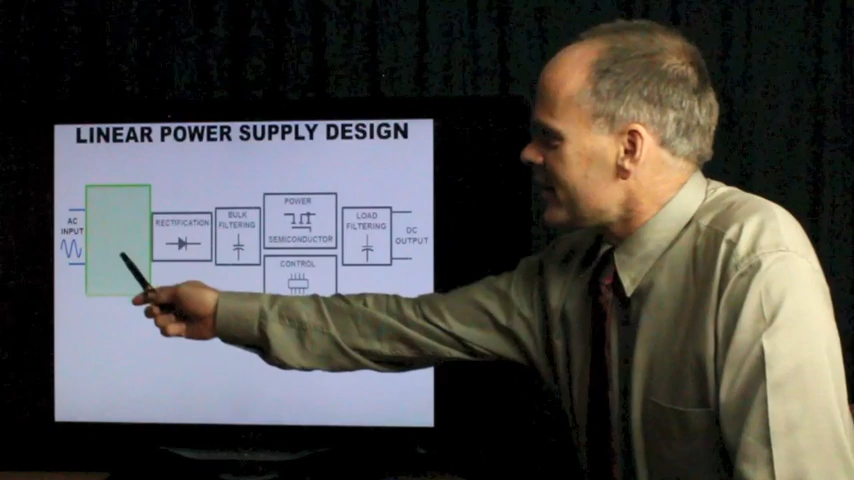 LINEAR POWER SUPPLY DESIGN
AC
INPUT
RECTIFICATION
BULK
FILTERING
POWER
SEMICONDUCTOR
CONTROL
LOAD
FILTERING
DC
OUTPUT